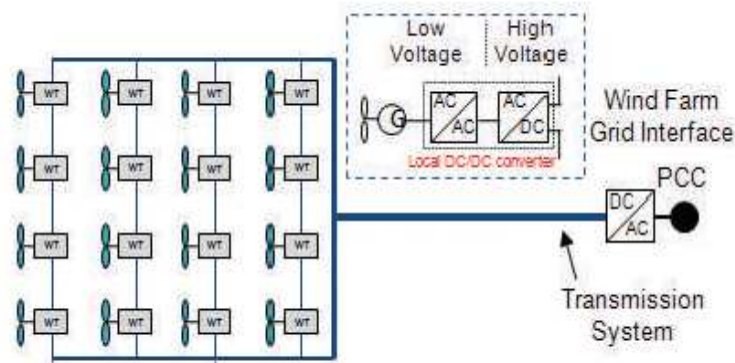 Low Voltage
High Voltage
G
AC
AC
AC
DC
Local DC/DC converter
Wind Farm
Grid Interface
WT WT WT WT
WT WT WT WT
WT WT WT WT
WT WT WT WT
DC
AC
PCC
Transmission
System